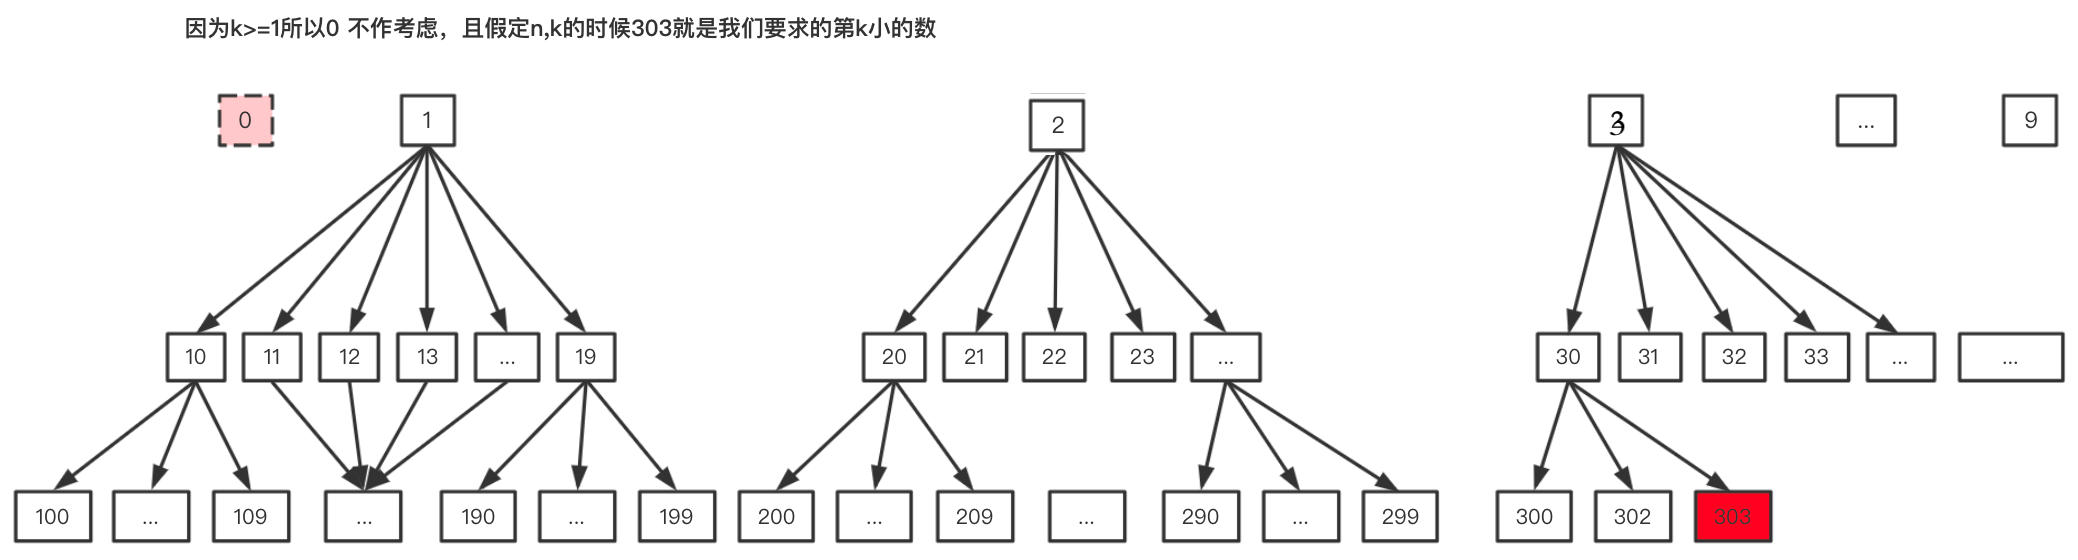 因为k>=1所以0 不作考虑，且假定n,k的时候303就是我们要求的第k小的数
0 1 2 3 ... 9
10 11 12 13 ... 19 20 21 22 23 ... 30 31 32 33 ... ...
100 ... 109 ... 190 ... 199 200 ... 209 ... 290 ... 299 300 302 303